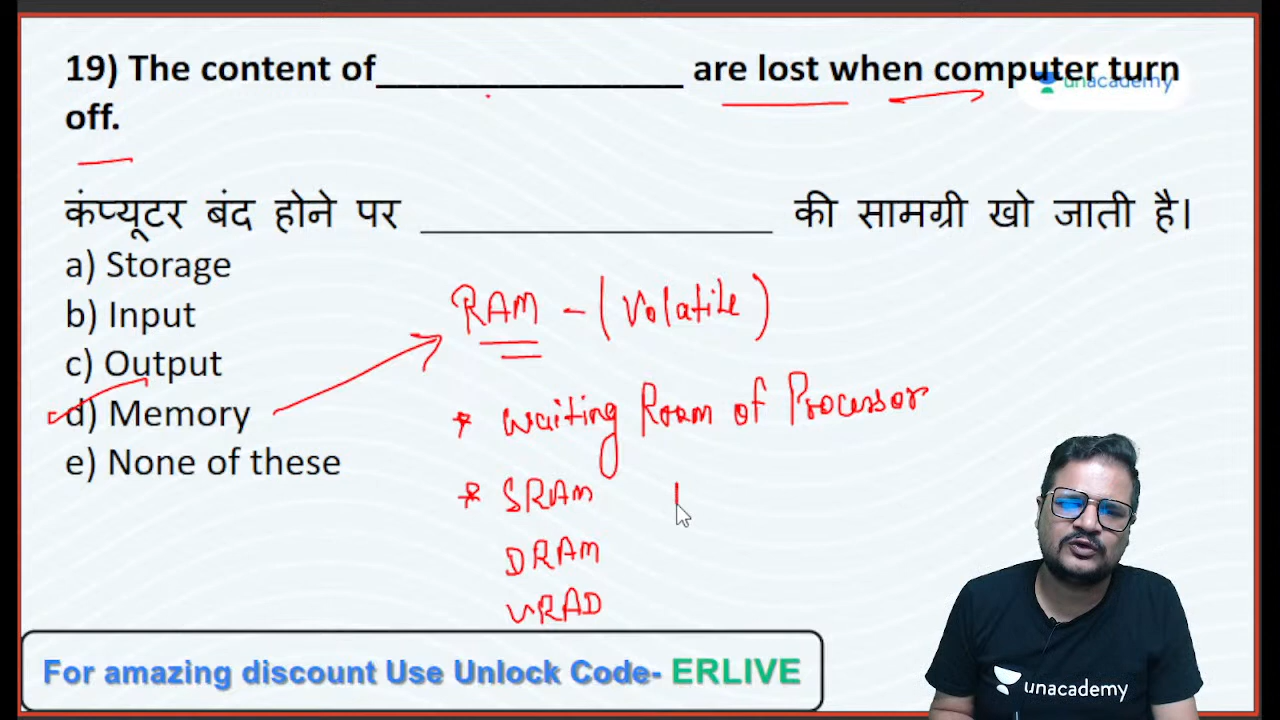 19) The content of________________ are lost when computer turn
unacademy
off.
कंप्यूटर बंद होने पर ________________ की सामग्री खो जाती है।
a) Storage
b) Input
c) Output
d) Memory
e) None of these
RAM - (Volatile)
* Waiting Room of Processor
* SRAM
DRAM
VRAD
For amazing discount Use Unlock Code- ERLIVE
unacademy